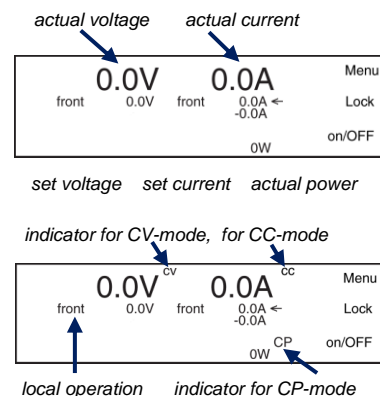 actual voltage actual current
0.0V 0.0A Menu
front 0.0V front 0.0A ← Lock
-0.0A
on/OFF
0W
set voltage set current actual power
indicator for CV-mode, for CC-mode
cv cc
0.0V 0.0A Menu
front 0.0V front 0.0A ← Lock
-0.0A
CP on/OFF
0W
local operation indicator for CP-mode